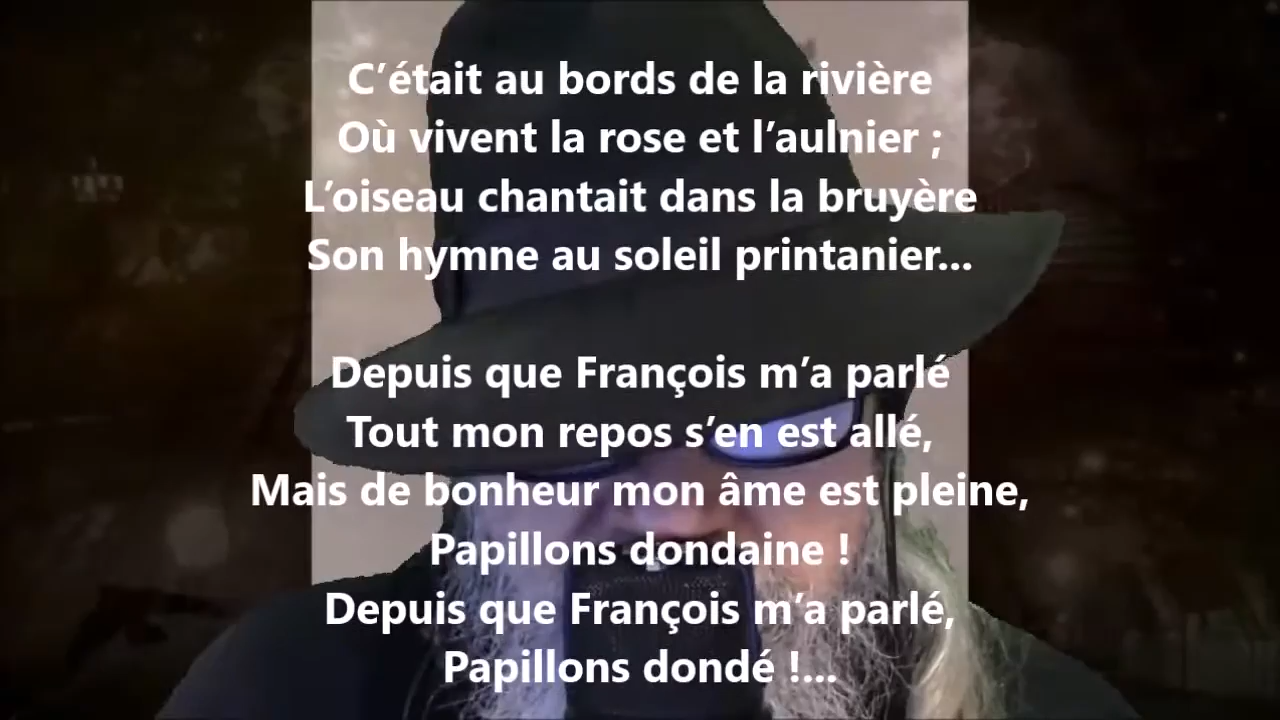 C’était au bords de la rivière
Où vivent la rose et l’aulnier ;
L’oiseau chantait dans la bruyère
Son hymne au soleil printanier...
Depuis que François m’a parlé
Tout mon repos s’en est allé,
Mais de bonheur mon âme est pleine,
Papillons dondaine !
Depuis que François m’a parlé,
Papillons dondé !...